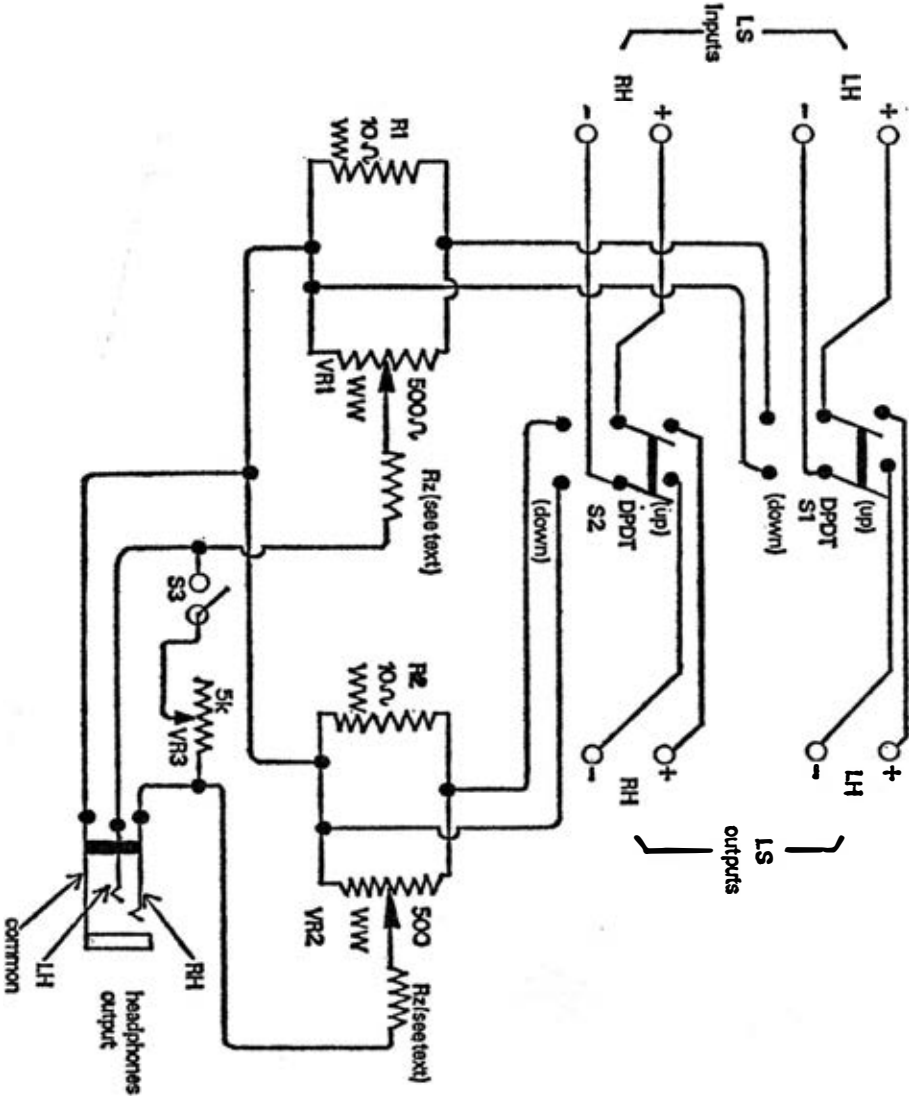 LS
Inputs
LH
+
-
RH
+
-
(up)
DPDT
S1
(down)
(up)
DPDT
S2
(down)
LH
+
-
RH
+
-
LS
outputs
R1
10Ω
WW
500Ω
WW
VR1
Rz(see text)
R2
10Ω
WW
500
WW
VR2
Rz(see text)
S3
5k
VR3
RH
LH
common
headphones
output